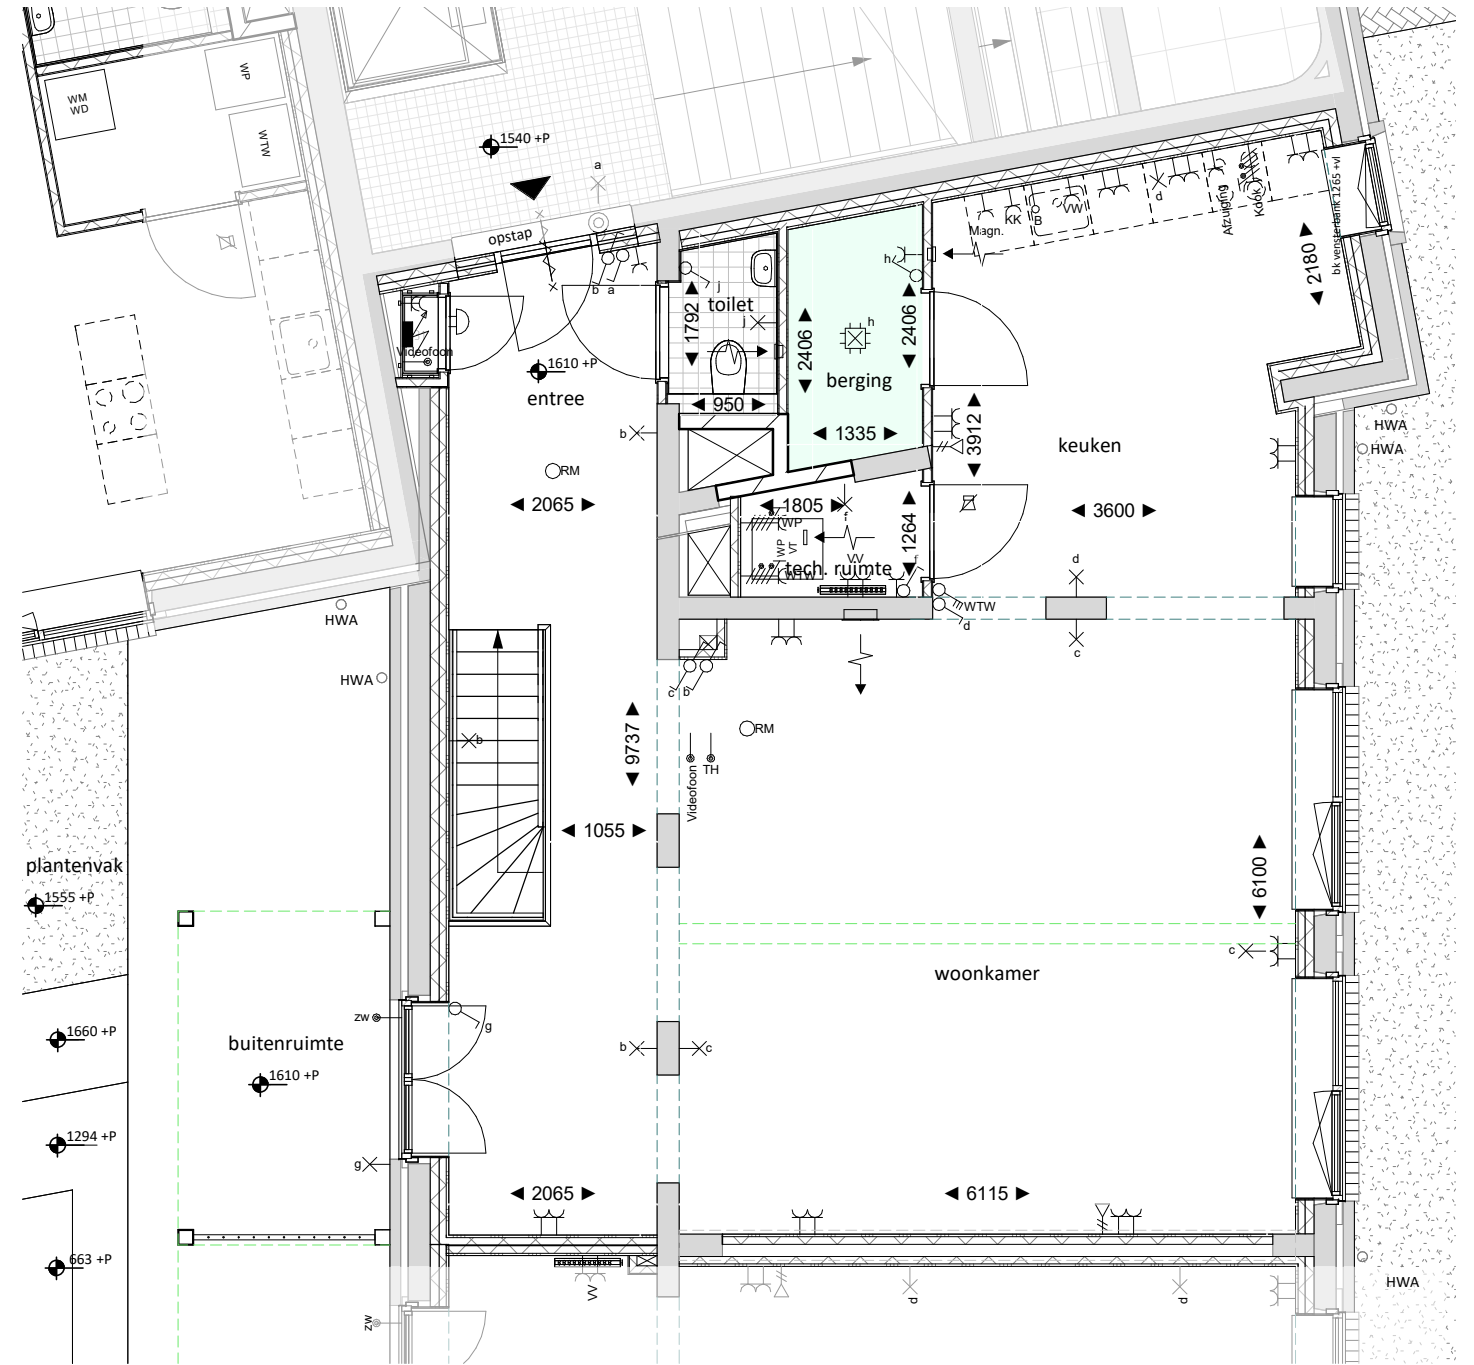 WP
WM
WD
WTW
1540 +P
a
opstap
b
a
Videofoon
1610 +P
entree
j
toilet
1792
j
950
h
h
2406
2406
berging
1335
Magn.
KK
B
VW
d
Afzuiging
Kook
2180
bk vensterbank 1265 +vl
HWA
HWA
b
RM
2065
3912
keuken
3600
1805
f
WP
WP
VT
WTW
VV
1264
tech. ruimte
f
WTW
d
d
c
HWA
HWA
c
b
b
9737
RM
Videofoon
TH
1055
6100
plantenvak
1555 +P
c
woonkamer
zw
g
b
c
1660 +P
buitenruimte
1610 +P
1294 +P
g
2065
6115
663 +P
VV
d
d
HWA
zw